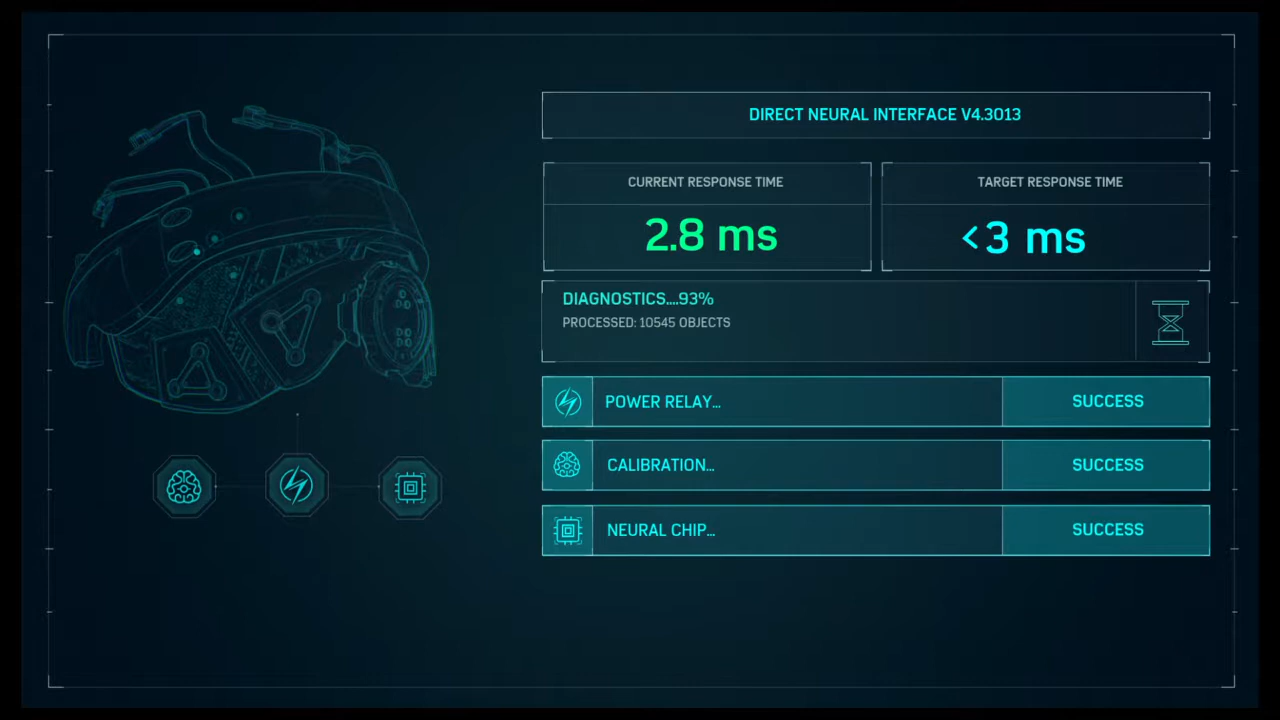 DIRECT NEURAL INTERFACE V4.3013
CURRENT RESPONSE TIME
2.8 ms
TARGET RESPONSE TIME
<3 ms
DIAGNOSTICS....93%
PROCESSED: 10545 OBJECTS
POWER RELAY...
SUCCESS
CALIBRATION...
SUCCESS
NEURAL CHIP...
SUCCESS